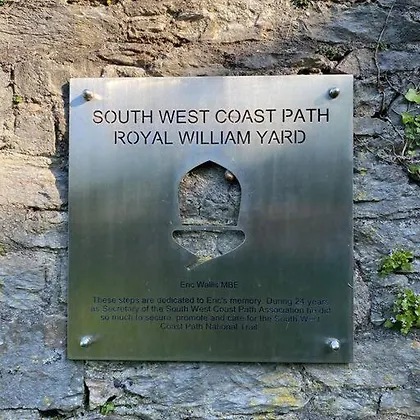 SOUTH WEST COAST PATH
ROYAL WILLIAM YARD
Eric Wallis MBE
These steps are dedicated to Eric's memory. During 24 years
as Secretary of the South West Coast Path Association he did
so much to secure, promote and care for the South West
Coast Path National Trail